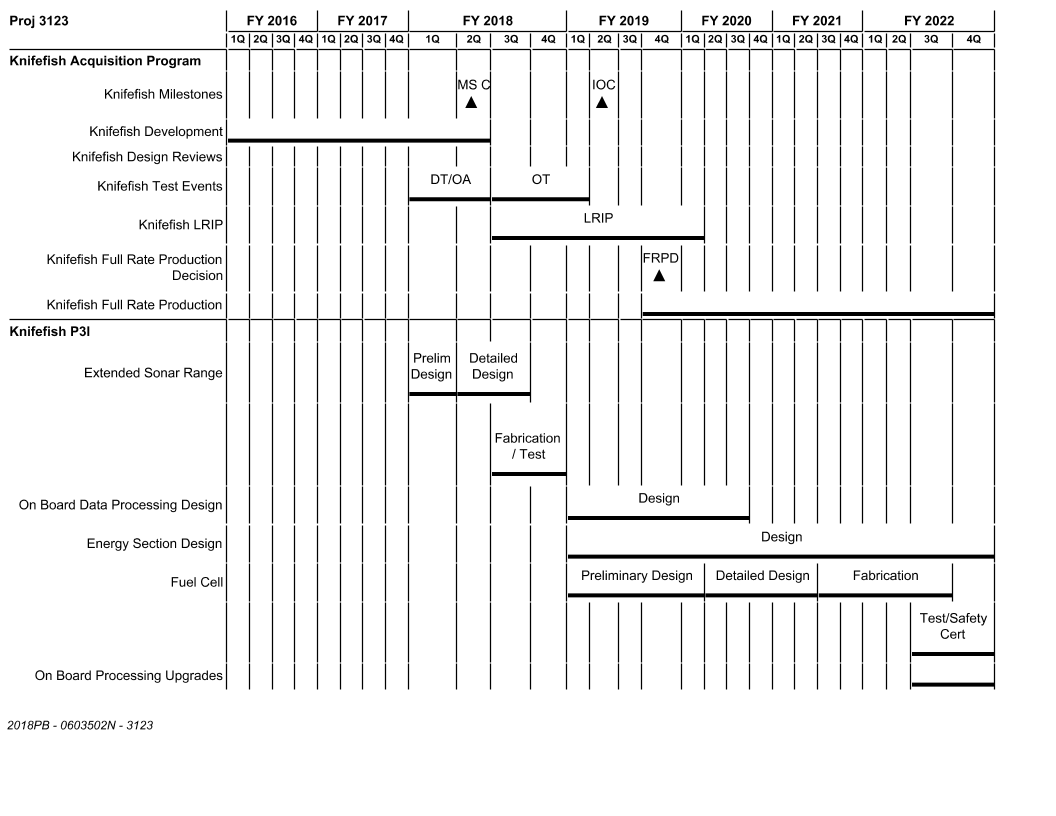 Proj 3123
FY 2016 FY 2017 FY 2018 FY 2019 FY 2020 FY 2021 FY 2022
1Q 2Q 3Q 4Q 1Q 2Q 3Q 4Q 1Q 2Q 3Q 4Q 1Q 2Q 3Q 4Q 1Q 2Q 3Q 4Q 1Q 2Q 3Q 4Q 1Q 2Q 3Q 4Q
Knifefish Acquisition Program
MS C IOC
Knifefish Milestones
Knifefish Development
Knifefish Design Reviews
DT/OA OT
Knifefish Test Events
LRIP
Knifefish LRIP
Knifefish Full Rate Production
Decision
FRPD
Knifefish Full Rate Production
Knifefish P3I
Extended Sonar Range
Prelim
Design
Detailed
Design
Fabrication
/ Test
On Board Data Processing Design
Design
Energy Section Design
Design
Fuel Cell
Preliminary Design Detailed Design Fabrication
Test/Safety
Cert
On Board Processing Upgrades
2018PB - 0603502N - 3123